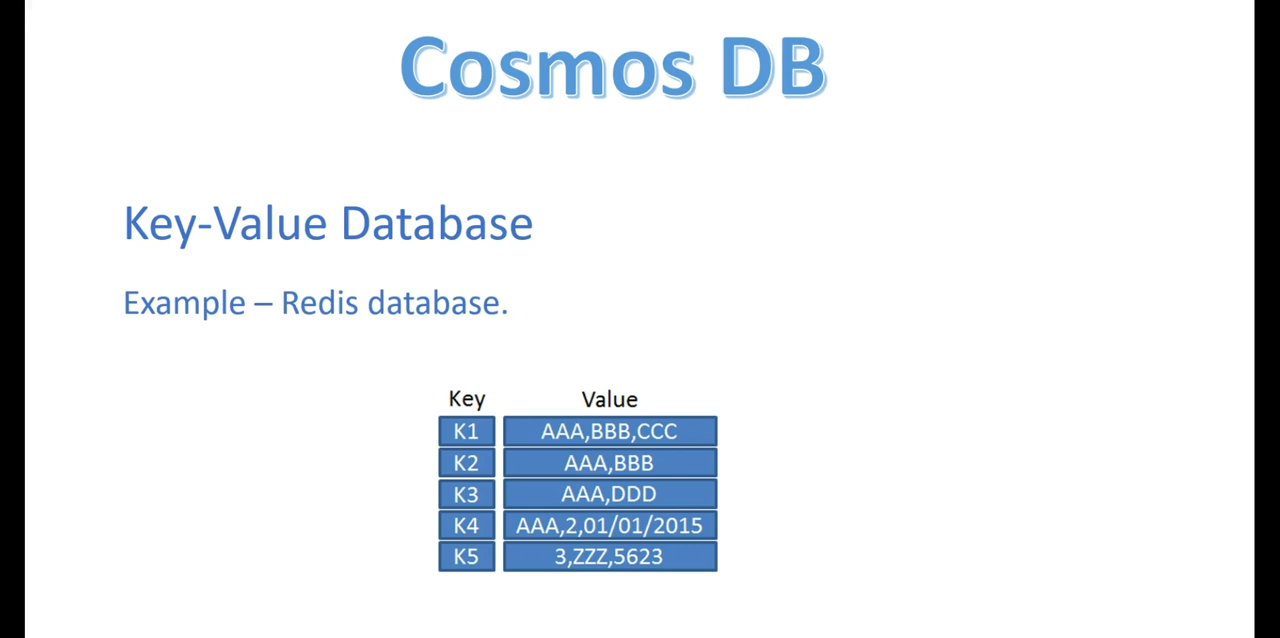 Cosmos DB
Key-Value Database
Example – Redis database.
Key Value
K1 AAA,BBB,CCC
K2 AAA,BBB
K3 AAA,DDD
K4 AAA,2,01/01/2015
K5 3,ZZZ,5623